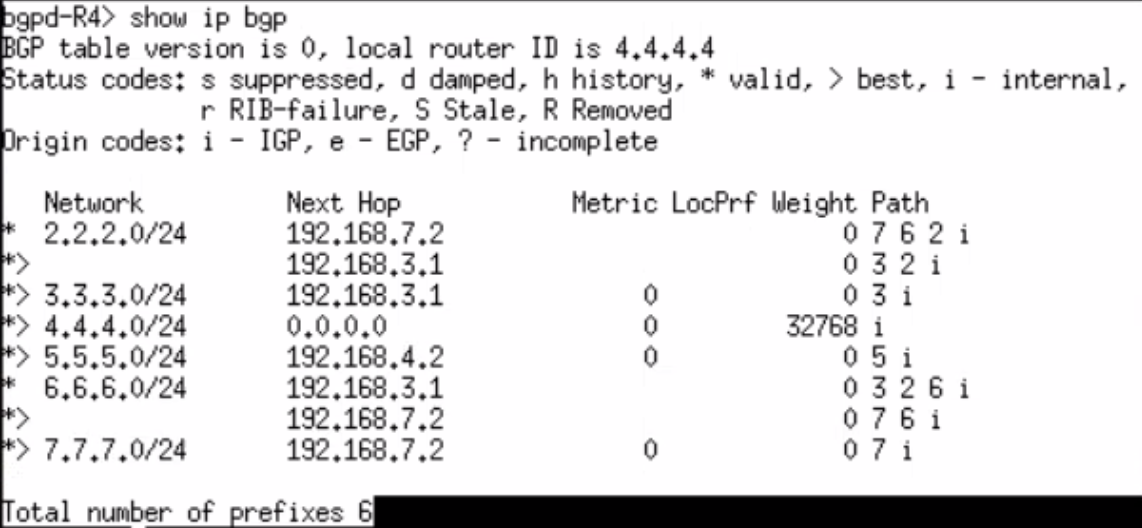 bgpd-R4> show ip bgp
BGP table version is 0, local router ID is 4.4.4.4
Status codes: s suppressed, d damped, h history, * valid, > best, i - internal,
              r RIB-failure, S Stale, R Removed
Origin codes: i - IGP, e - EGP, ? - incomplete

   Network          Next Hop            Metric LocPrf Weight Path
*  2.2.2.0/24       192.168.7.2                            0 7 6 2 i
*>                  192.168.3.1                            0 3 2 i
*> 3.3.3.0/24       192.168.3.1              0             0 3 i
*> 4.4.4.0/24       0.0.0.0                  0         32768 i
*> 5.5.5.0/24       192.168.4.2              0             0 5 i
*  6.6.6.0/24       192.168.3.1                            0 3 2 6 i
*>                  192.168.7.2                            0 7 6 i
*> 7.7.7.0/24       192.168.7.2              0             0 7 i

Total number of prefixes 6